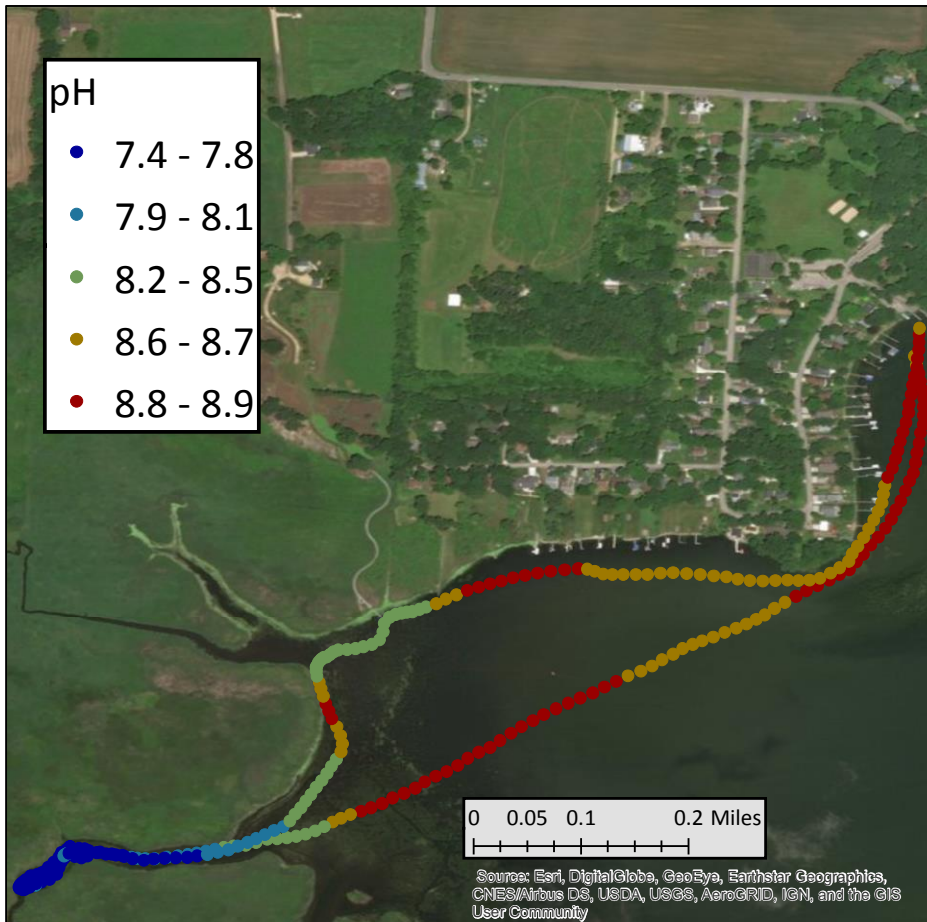 pH
7.4 - 7.8
7.9 - 8.1
8.2 - 8.5
8.6 - 8.7
8.8 - 8.9
0 0.05 0.1 0.2 Miles
Source: Esri, DigitalGlobe, GeoEye, Earthstar Geographics,
CNES/Airbus DS, USDA, USGS, AeroGRID, IGN, and the GIS
User Community